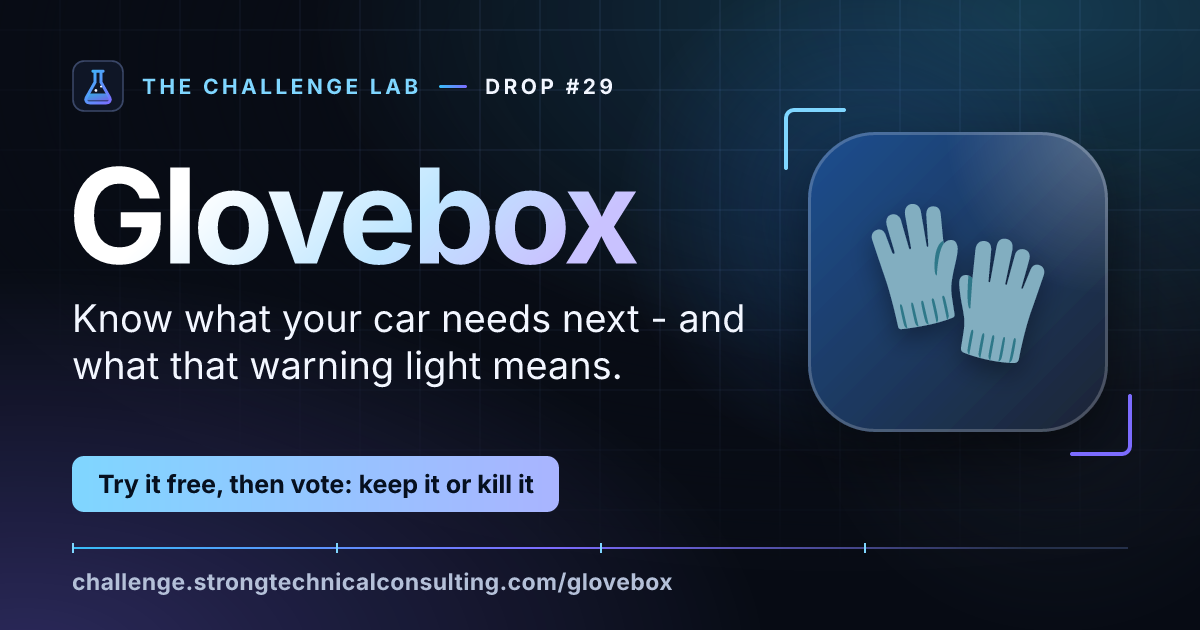 THE CHALLENGE LAB — DROP #29
Glovebox
Know what your car needs next - and
what that warning light means.
Try it free, then vote: keep it or kill it
challenge.strongtechnicalconsulting.com/glovebox